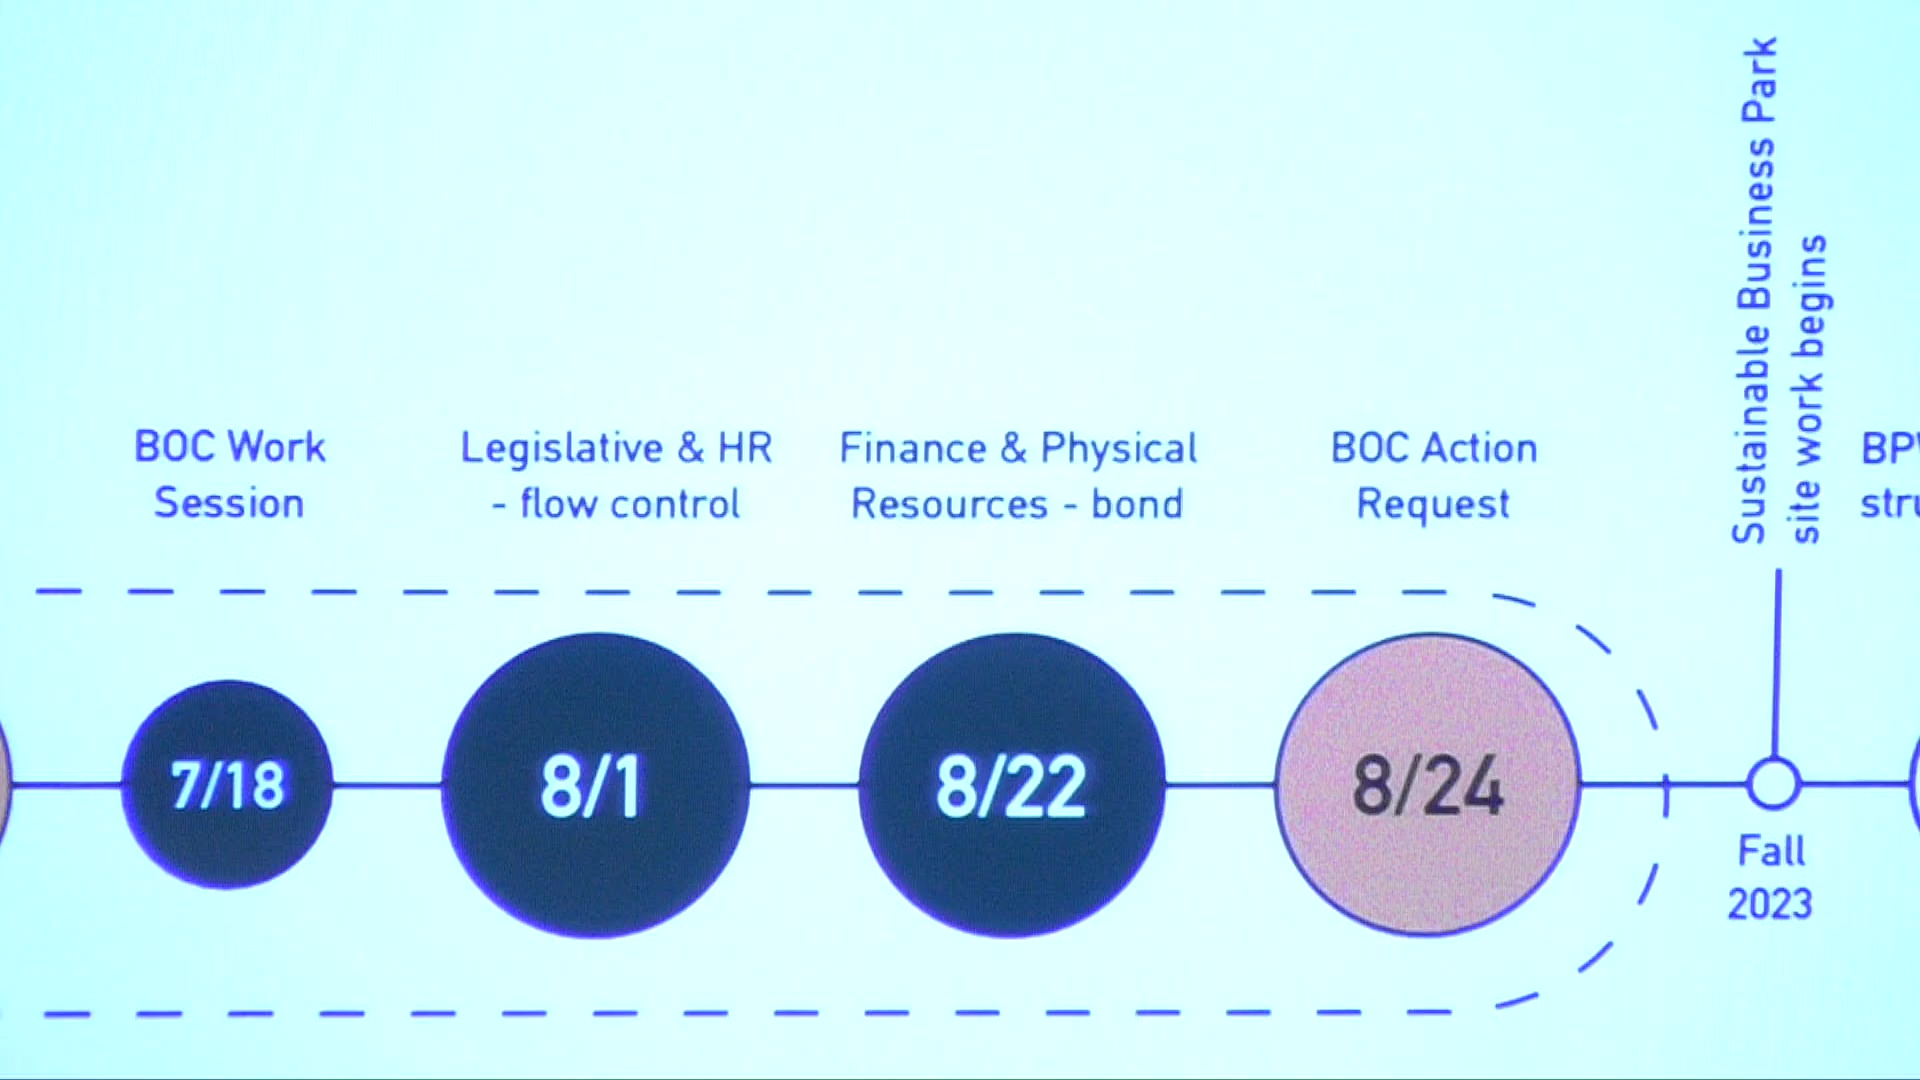 BOC Work
Session
7/18
Legislative & HR
- flow control
8/1
Finance & Physical
Resources - bond
8/22
BOC Action
Request
8/24
Sustainable Business Park
site work begins
Fall
2023